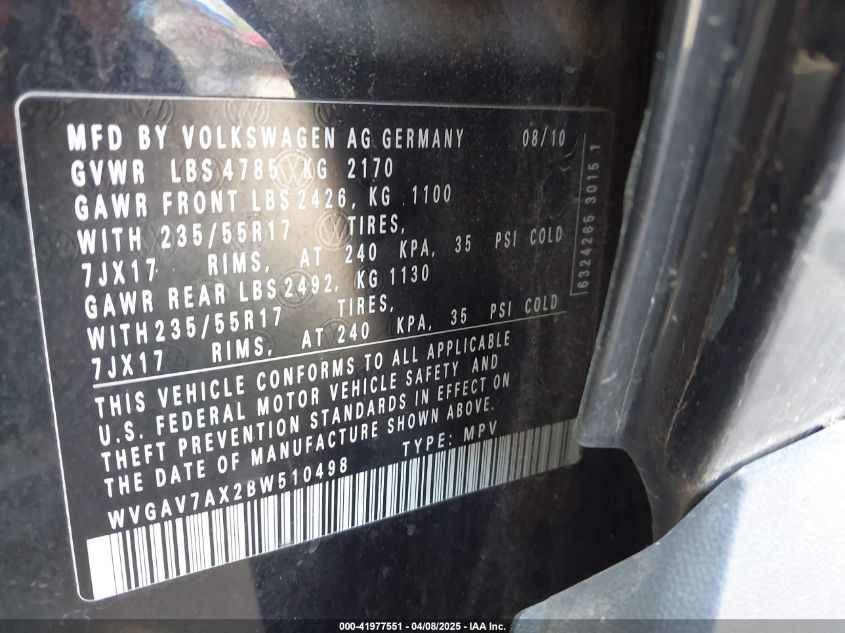 MFD BY VOLKSWAGEN AG GERMANY 08/10
GVWR LBS 4785 KG 2170
GAWR FRONT LBS 2426, KG 1100
WITH 235/55R17 TIRES,
7JX17 RIMS, AT 240 KPA, 35 PSI COLD
GAWR REAR LBS 2492, KG 1130
WITH 235/55R17 TIRES,
7JX17 RIMS, AT 240 KPA, 35 PSI COLD
6324265 3015 1
THIS VEHICLE CONFORMS TO ALL APPLICABLE
U.S. FEDERAL MOTOR VEHICLE SAFETY AND
THEFT PREVENTION STANDARDS IN EFFECT ON
THE DATE OF MANUFACTURE SHOWN ABOVE.
WVGAV7AX2BW510498 TYPE: MPV
000-41977551 | 04/08/2025 | IAA Inc.